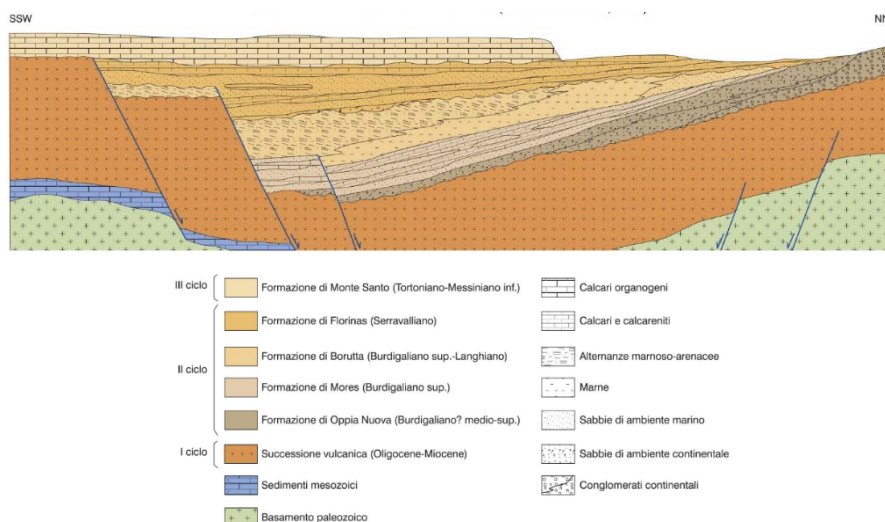 SSW
III ciclo
Formazione di Monte Santo (Tortoniano-Messiniano inf.)
Calcari organogeni
Formazione di Florinas (Serravalliano)
Calcari e calcareniti
II ciclo
Formazione di Borutta (Burdigaliano sup.-Langhiano)
Alternanze marnoso-arenacee
Formazione di Mores (Burdigaliano sup.)
Marne
Formazione di Oppia Nuova (Burdigaliano? medio-sup.)
Sabbie di ambiente marino
I ciclo
Successione vulcanica (Oligocene-Miocene)
Sabbie di ambiente continentale
Sedimenti mesozoici
Conglomerati continentali
Basamento paleozoico